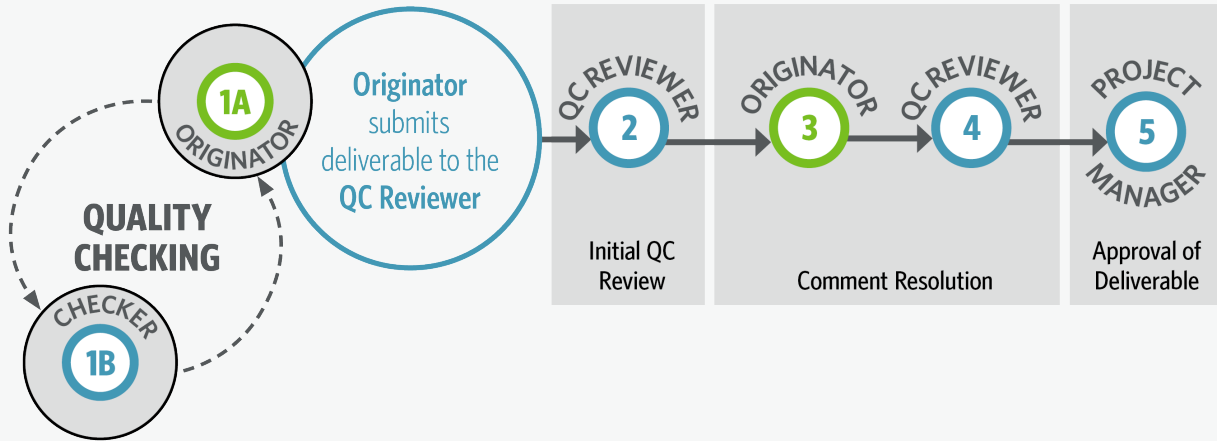 1A
ORIGINATOR
QUALITY
CHECKING
CHECKER
1B
Originator
submits
deliverable to the
QC Reviewer
QC REVIEWER
2
Initial QC
Review
ORIGINATOR
3
QC REVIEWER
4
Comment Resolution
PROJECT
5
MANAGER
Approval of
Deliverable